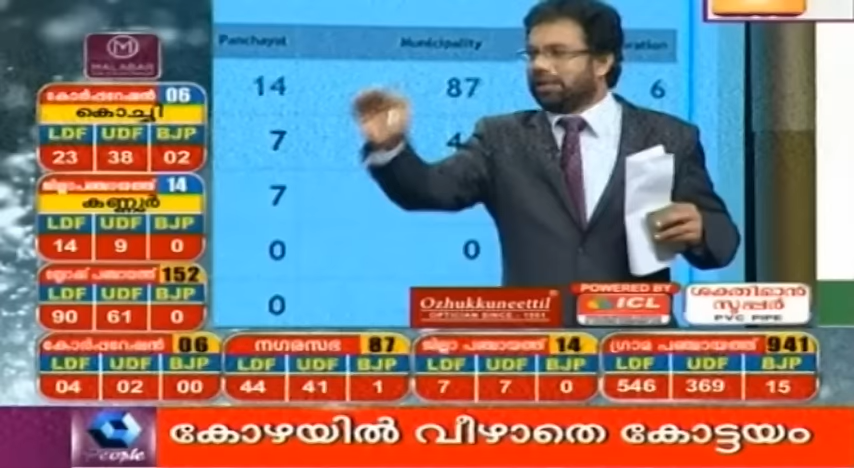 Panchayat Municipality
14 87 6
7
7
0 0
0
M
MALABAR
കോർപ്പറേഷൻ 06
കൊച്ചി
LDF UDF BJP
23 38 02
ജില്ലാപഞ്ചായത്ത് 14
കണ്ണൂർ
LDF UDF BJP
14 9 0
ബ്ലോക്ക് പഞ്ചായത്ത് 152
LDF UDF BJP
90 61 0
Ozhukkuneettil
OPTICIAN SINCE - 1951
POWERED BY
ICL
ശക്തിമാൻ
സൂപ്പർ
PVC PIPE
കോർപ്പറേഷൻ 06
LDF UDF BJP
04 02 00
നഗരസഭ 87
LDF UDF BJP
44 41 1
ജില്ലാ പഞ്ചായത്ത് 14
LDF UDF BJP
7 7 0
ഗ്രാമ പഞ്ചായത്ത് 941
LDF UDF BJP
546 369 15
People
കോഴയിൽ വീഴാതെ കോട്ടയം